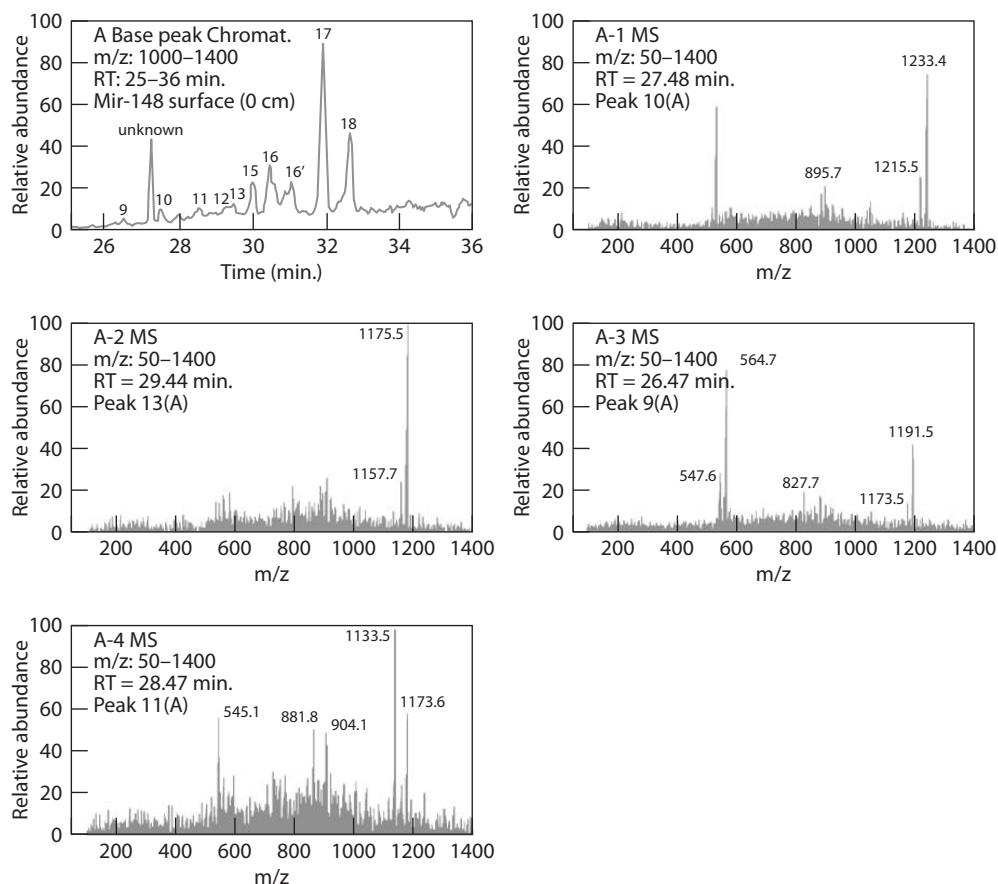 A Base peak Chromat.
m/z: 1000–1400
RT: 25–36 min.
Mir-148 surface (0 cm)
Relative abundance
100
80
60
40
20
0
unknown
9
10
11
12
13
15
16
16′
17
18
26
28
30
32
34
36
Time (min.)
A-1 MS
m/z: 50–1400
RT = 27.48 min.
Peak 10(A)
Relative abundance
100
80
60
40
20
0
1233.4
895.7
1215.5
200
400
600
800
1000
1200
1400
m/z
A-2 MS
m/z: 50–1400
RT = 29.44 min.
Peak 13(A)
Relative abundance
100
80
60
40
20
0
1175.5
1157.7
200
400
600
800
1000
1200
1400
m/z
A-3 MS
m/z: 50–1400
RT = 26.47 min.
Peak 9(A)
Relative abundance
100
80
60
40
20
0
564.7
547.6
827.7
1191.5
1173.5
200
400
600
800
1000
1200
1400
m/z
A-4 MS
m/z: 50–1400
RT = 28.47 min.
Peak 11(A)
Relative abundance
100
80
60
40
20
0
1133.5
545.1
881.8
904.1
1173.6
200
400
600
800
1000
1200
1400
m/z